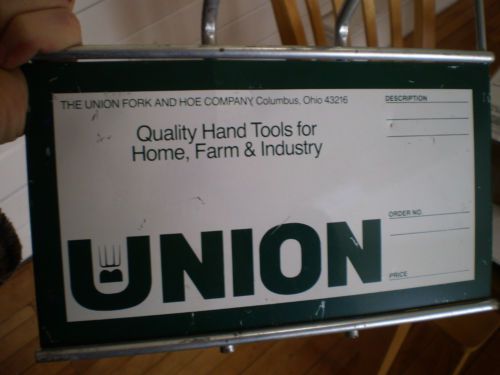 THE UNION FORK AND HOE COMPANY, Columbus, Ohio 43216
Quality Hand Tools for
Home, Farm & Industry
UNION
DESCRIPTION
ORDER NO.
PRICE